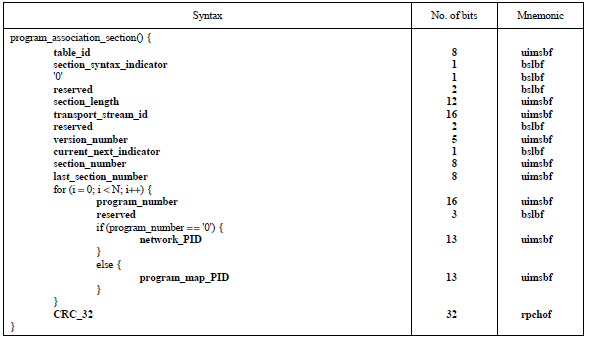 Syntax No. of bits Mnemonic
program_association_section() {
table_id 8 uimsbf
section_syntax_indicator 1 bslbf
'0' 1 bslbf
reserved 2 bslbf
section_length 12 uimsbf
transport_stream_id 16 uimsbf
reserved 2 bslbf
version_number 5 uimsbf
current_next_indicator 1 bslbf
section_number 8 uimsbf
last_section_number 8 uimsbf
for (i = 0; i < N; i++) {
program_number 16 uimsbf
reserved 3 bslbf
if (program_number == '0') {
network_PID 13 uimsbf
}
else {
program_map_PID 13 uimsbf
}
}
CRC_32 32 rpchof
}